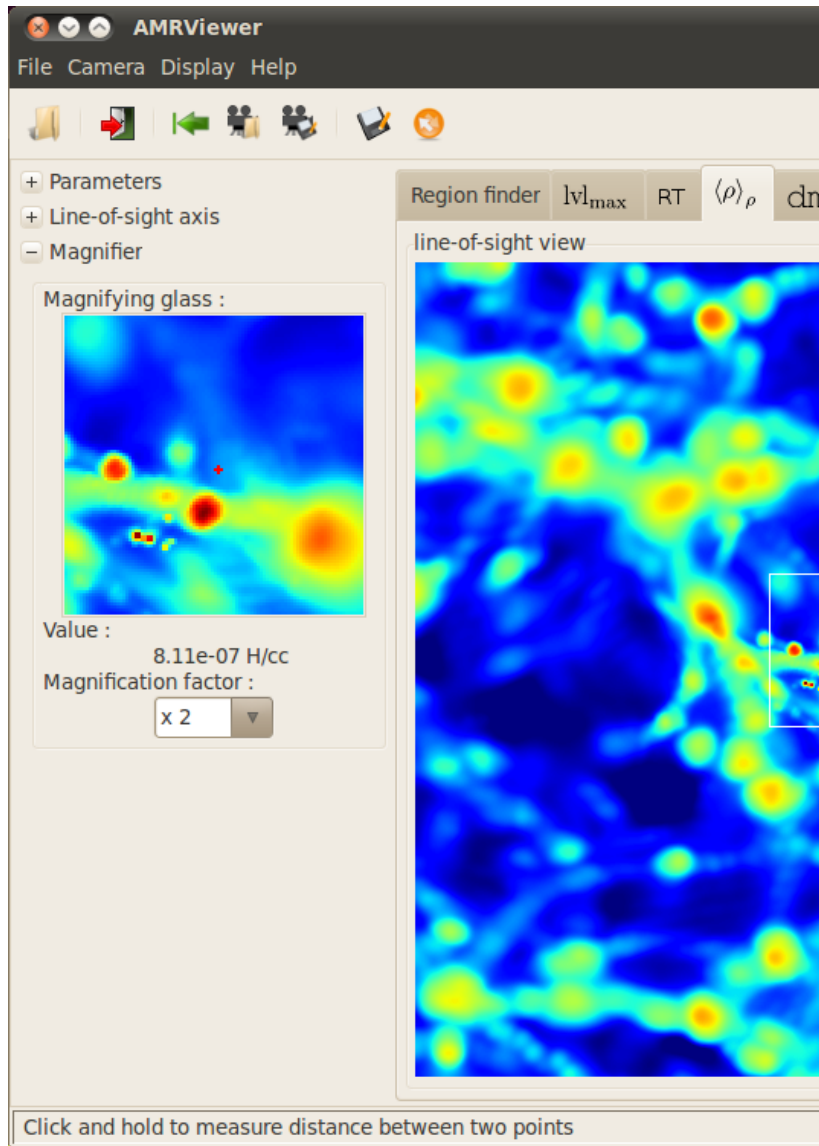 AMRViewer
File Camera Display Help
+ Parameters
+ Line-of-sight axis
− Magnifier
Magnifying glass :
Value :
8.11e-07 H/cc
Magnification factor :
x 2
Region finder lvlmax RT ⟨ρ⟩ρ
line-of-sight view
Click and hold to measure distance between two points